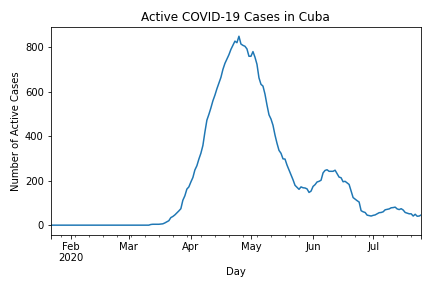 Active COVID-19 Cases in Cuba
Number of Active Cases
800
600
400
200
0
Feb Mar Apr May Jun Jul
2020
Day